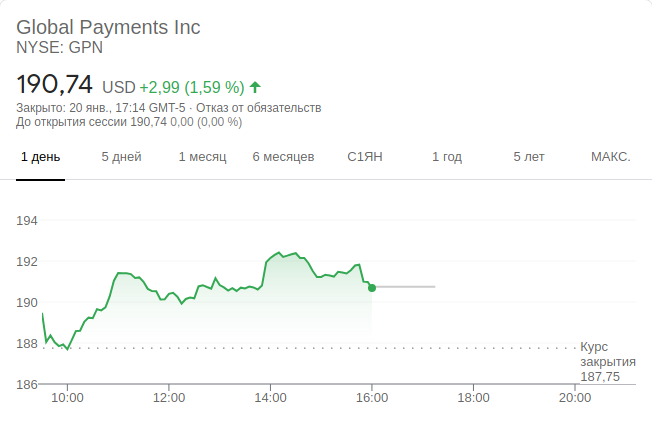 Global Payments Inc
NYSE: GPN
190,74 USD +2,99 (1,59 %)
Закрыто: 20 янв., 17:14 GMT-5 · Отказ от обязательств
До открытия сессии 190,74 0,00 (0,00 %)
1 день 5 дней 1 месяц 6 месяцев С1ЯН 1 год 5 лет МАКС.
194
192
190
188
Курс
закрытия
187,75
186
10:00 12:00 14:00 16:00 18:00 20:00